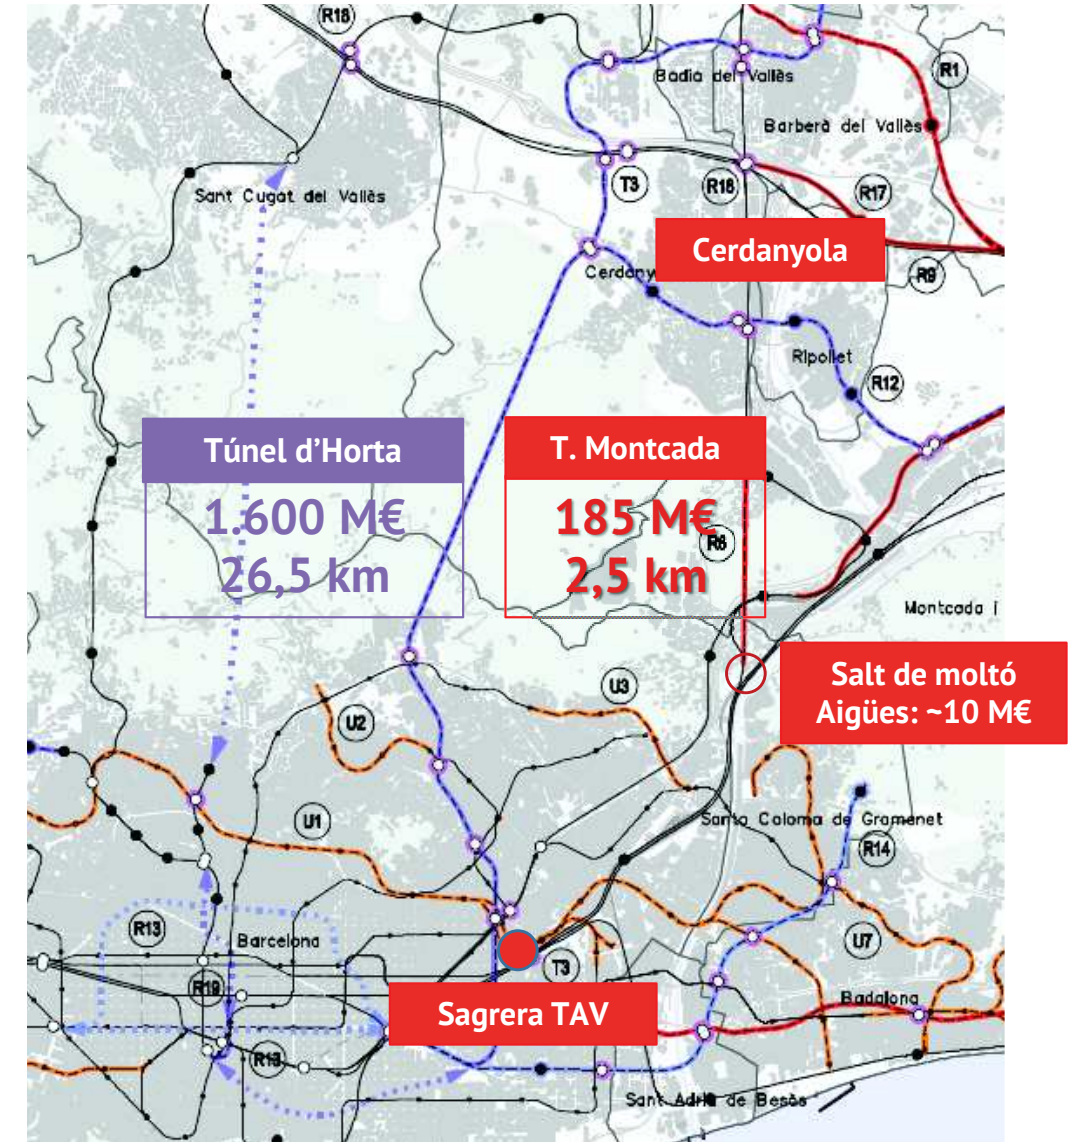 R18
Badia del Vallès
R1
Barberà del Vallès
T3
R18
R17
Sant Cugat del Vallès
Cerdanyola
Cerdany
R9
Ripollet
R12
Túnel d’Horta
1.600 M€
26,5 km
T. Montcada
185 M€
2,5 km
R8
Montcada i
Salt de moltó
Aigües: ~10 M€
U3
U2
U1
Santa Coloma de Gramenet
R14
R13
Barcelona
U7
T3
R19
Badalona
Sagrera TAV
R13
Sant Adrià de Besòs